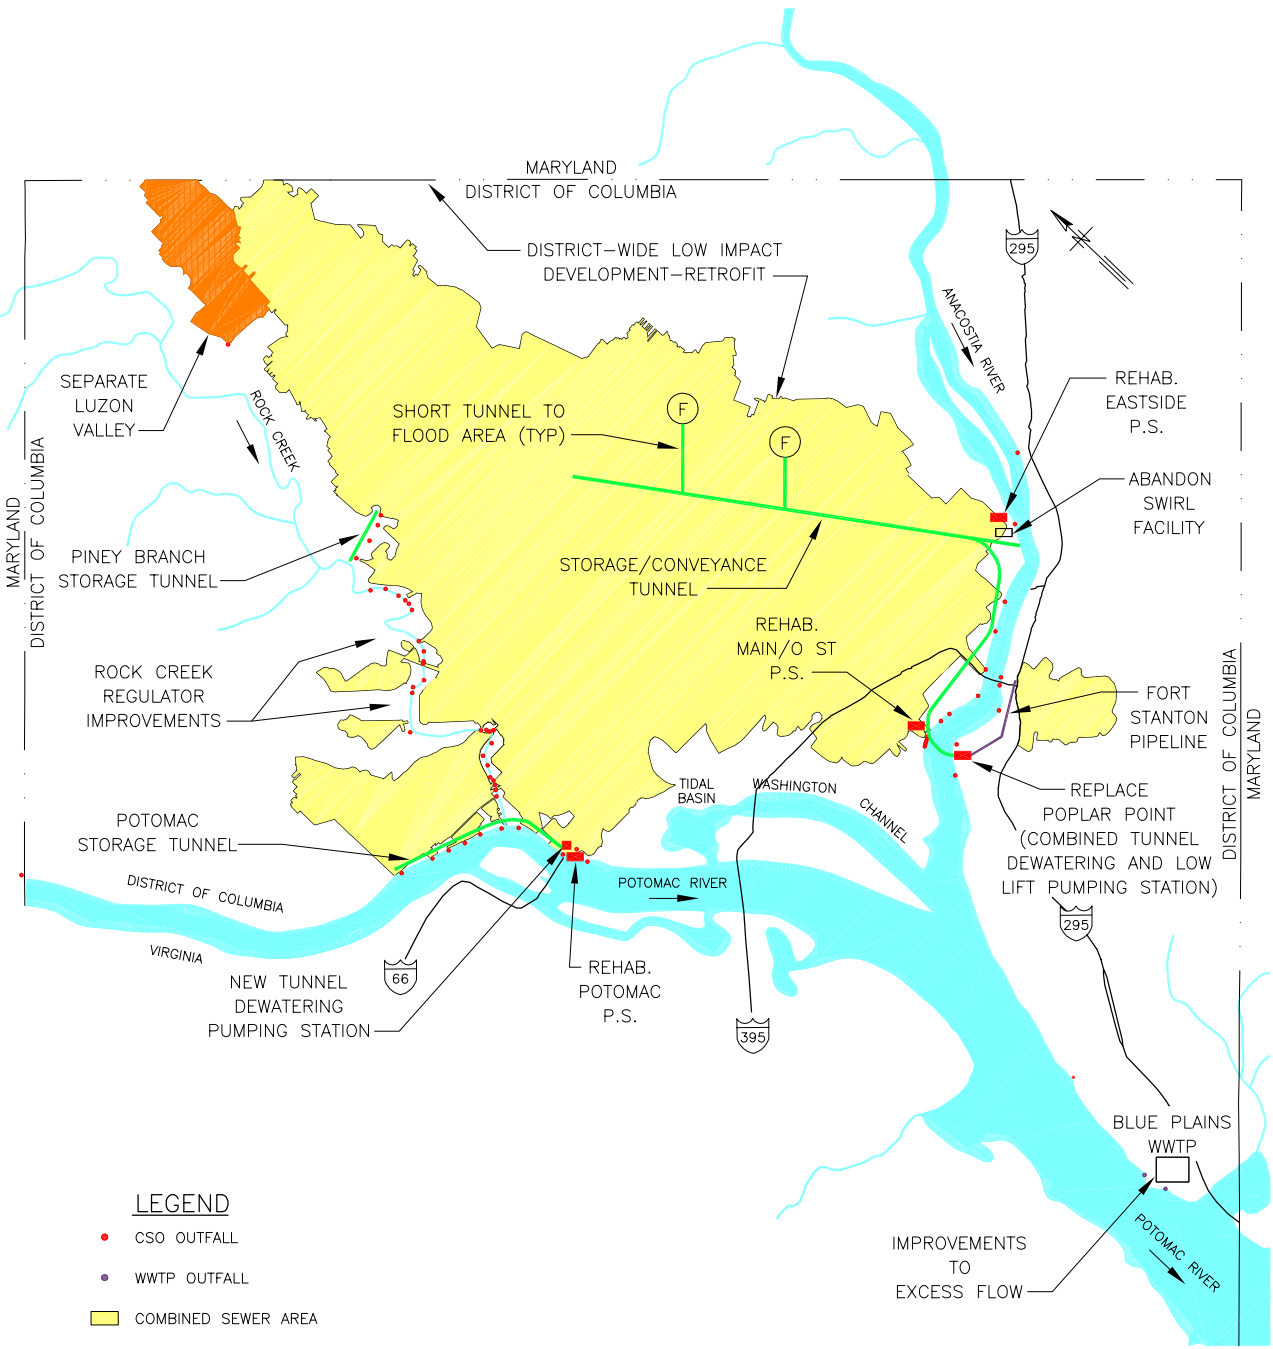 MARYLAND
DISTRICT OF COLUMBIA
DISTRICT-WIDE LOW IMPACT
DEVELOPMENT-RETROFIT
295
ANACOSTIA RIVER
N
SEPARATE
LUZON
VALLEY
ROCK CREEK
SHORT TUNNEL TO
FLOOD AREA (TYP)
F
F
REHAB.
EASTSIDE
P.S.
ABANDON
SWIRL
FACILITY
MARYLAND
DISTRICT OF COLUMBIA
PINEY BRANCH
STORAGE TUNNEL
STORAGE/CONVEYANCE
TUNNEL
REHAB.
MAIN/O ST
P.S.
ROCK CREEK
REGULATOR
IMPROVEMENTS
FORT
STANTON
PIPELINE
DISTRICT OF COLUMBIA
MARYLAND
TIDAL
BASIN
WASHINGTON
CHANNEL
REPLACE
POPLAR POINT
(COMBINED TUNNEL
DEWATERING AND LOW
LIFT PUMPING STATION)
POTOMAC
STORAGE TUNNEL
DISTRICT OF COLUMBIA
VIRGINIA
POTOMAC RIVER
295
66
NEW TUNNEL
DEWATERING
PUMPING STATION
REHAB.
POTOMAC
P.S.
395
BLUE PLAINS
WWTP
POTOMAC RIVER
IMPROVEMENTS
TO
EXCESS FLOW
LEGEND
CSO OUTFALL
WWTP OUTFALL
COMBINED SEWER AREA